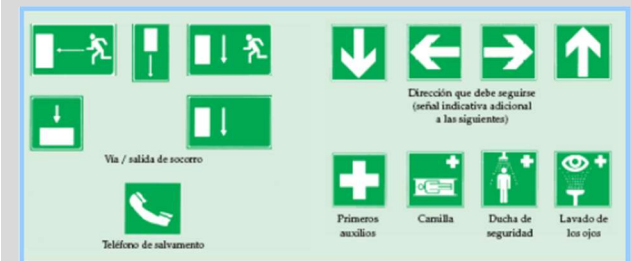 Vía / salida de socorro
Teléfono de salvamento
Dirección que debe seguirse
(señal indicativa adicional
a las siguientes)
Primeros
auxilios
Camilla
Ducha de
seguridad
Lavado de
los ojos